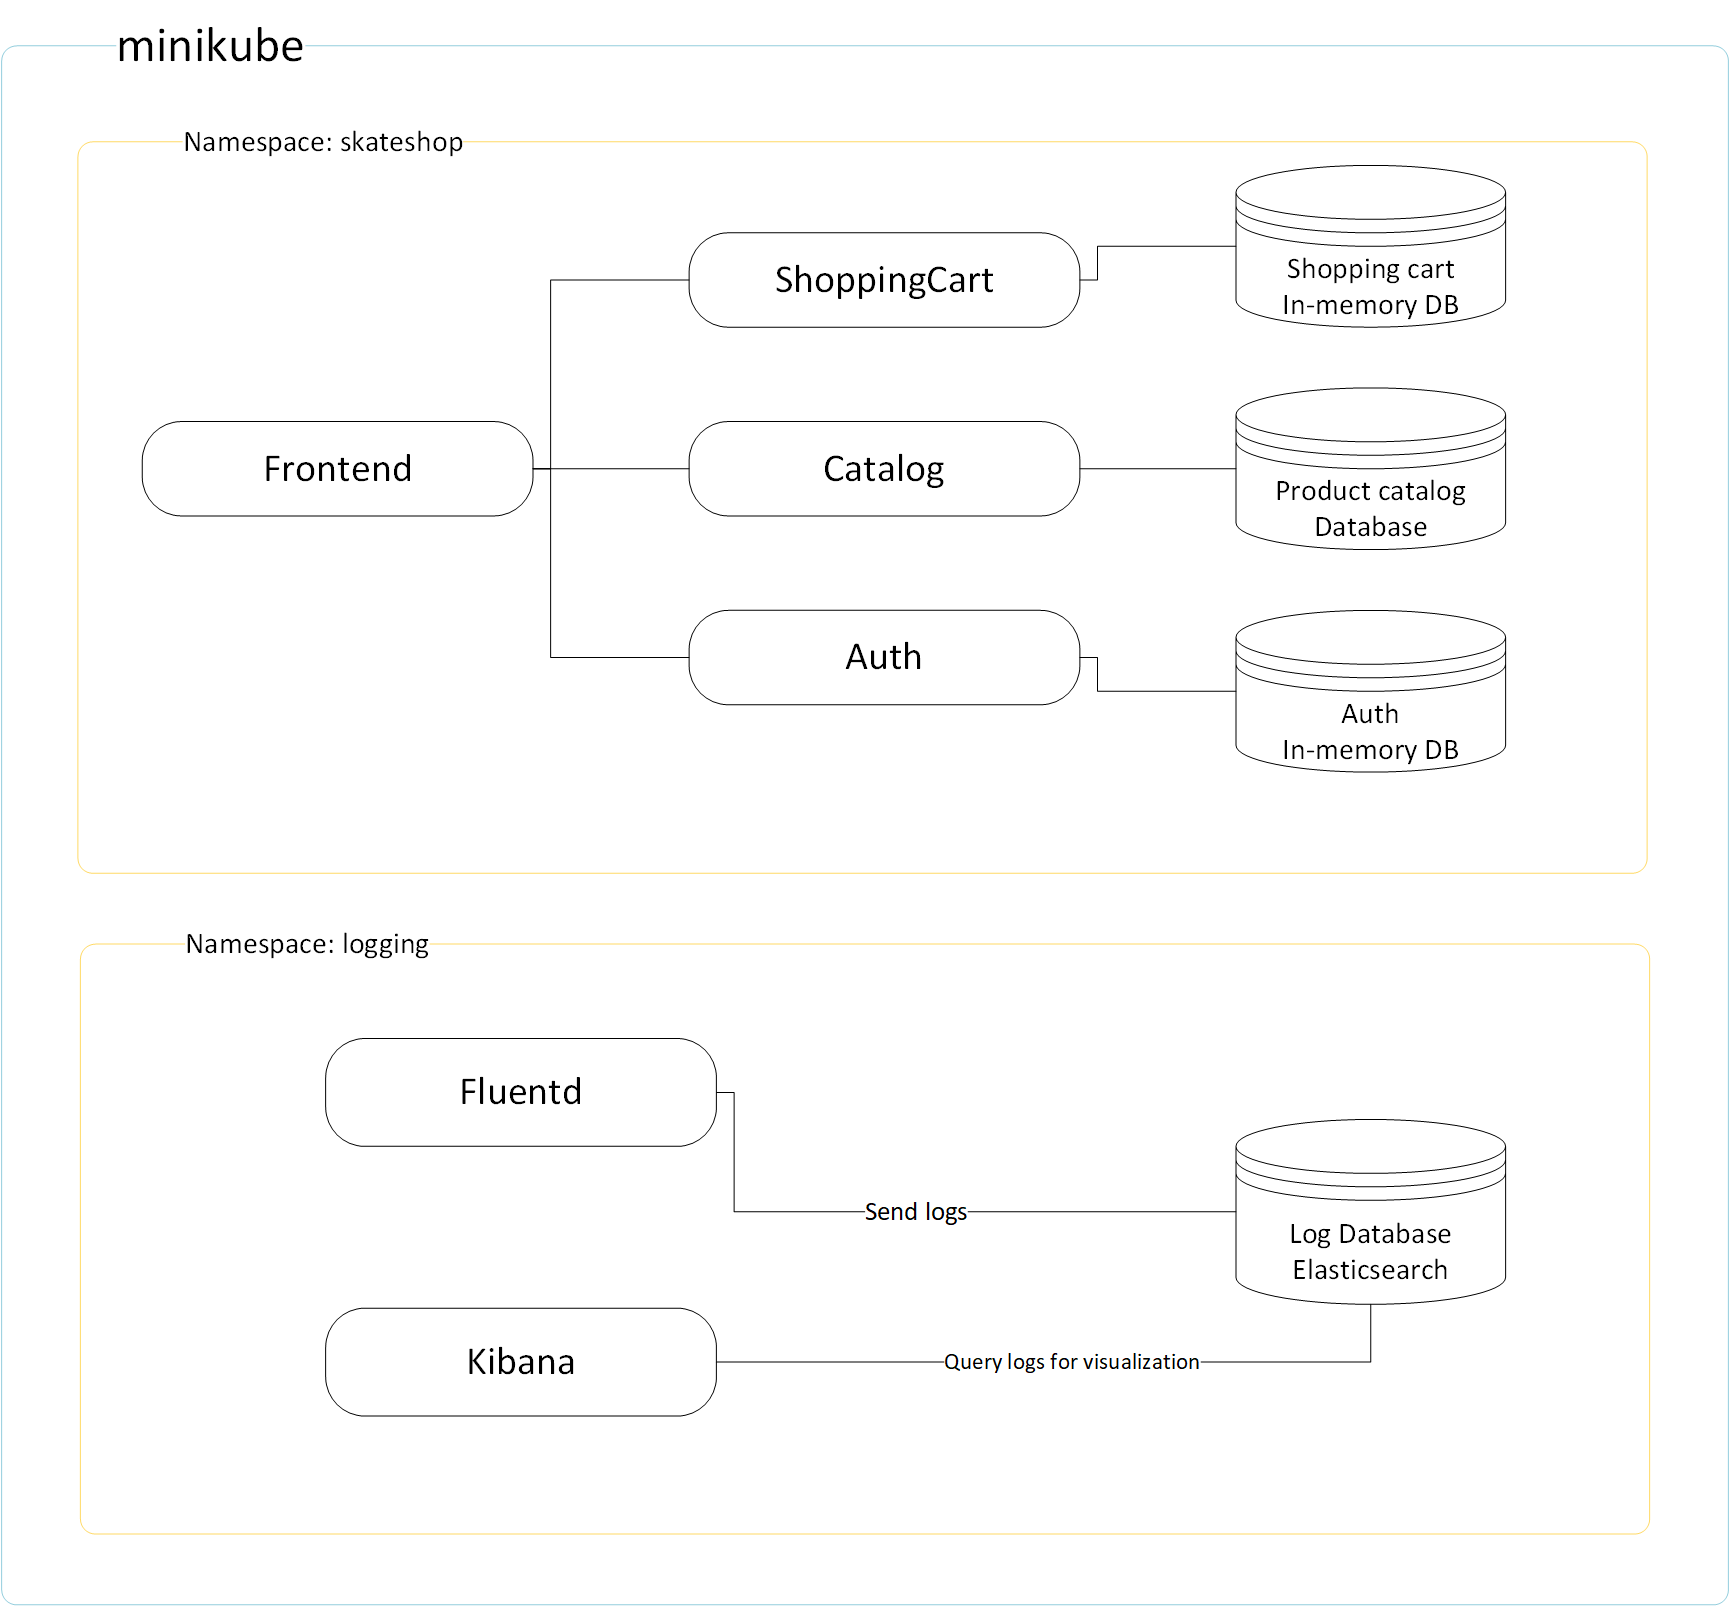 minikube
Namespace: skateshop
Frontend
ShoppingCart
Catalog
Auth
Shopping cart
In-memory DB
Product catalog
Database
Auth
In-memory DB
Namespace: logging
Fluentd
Send logs
Log Database
Elasticsearch
Kibana
Query logs for visualization